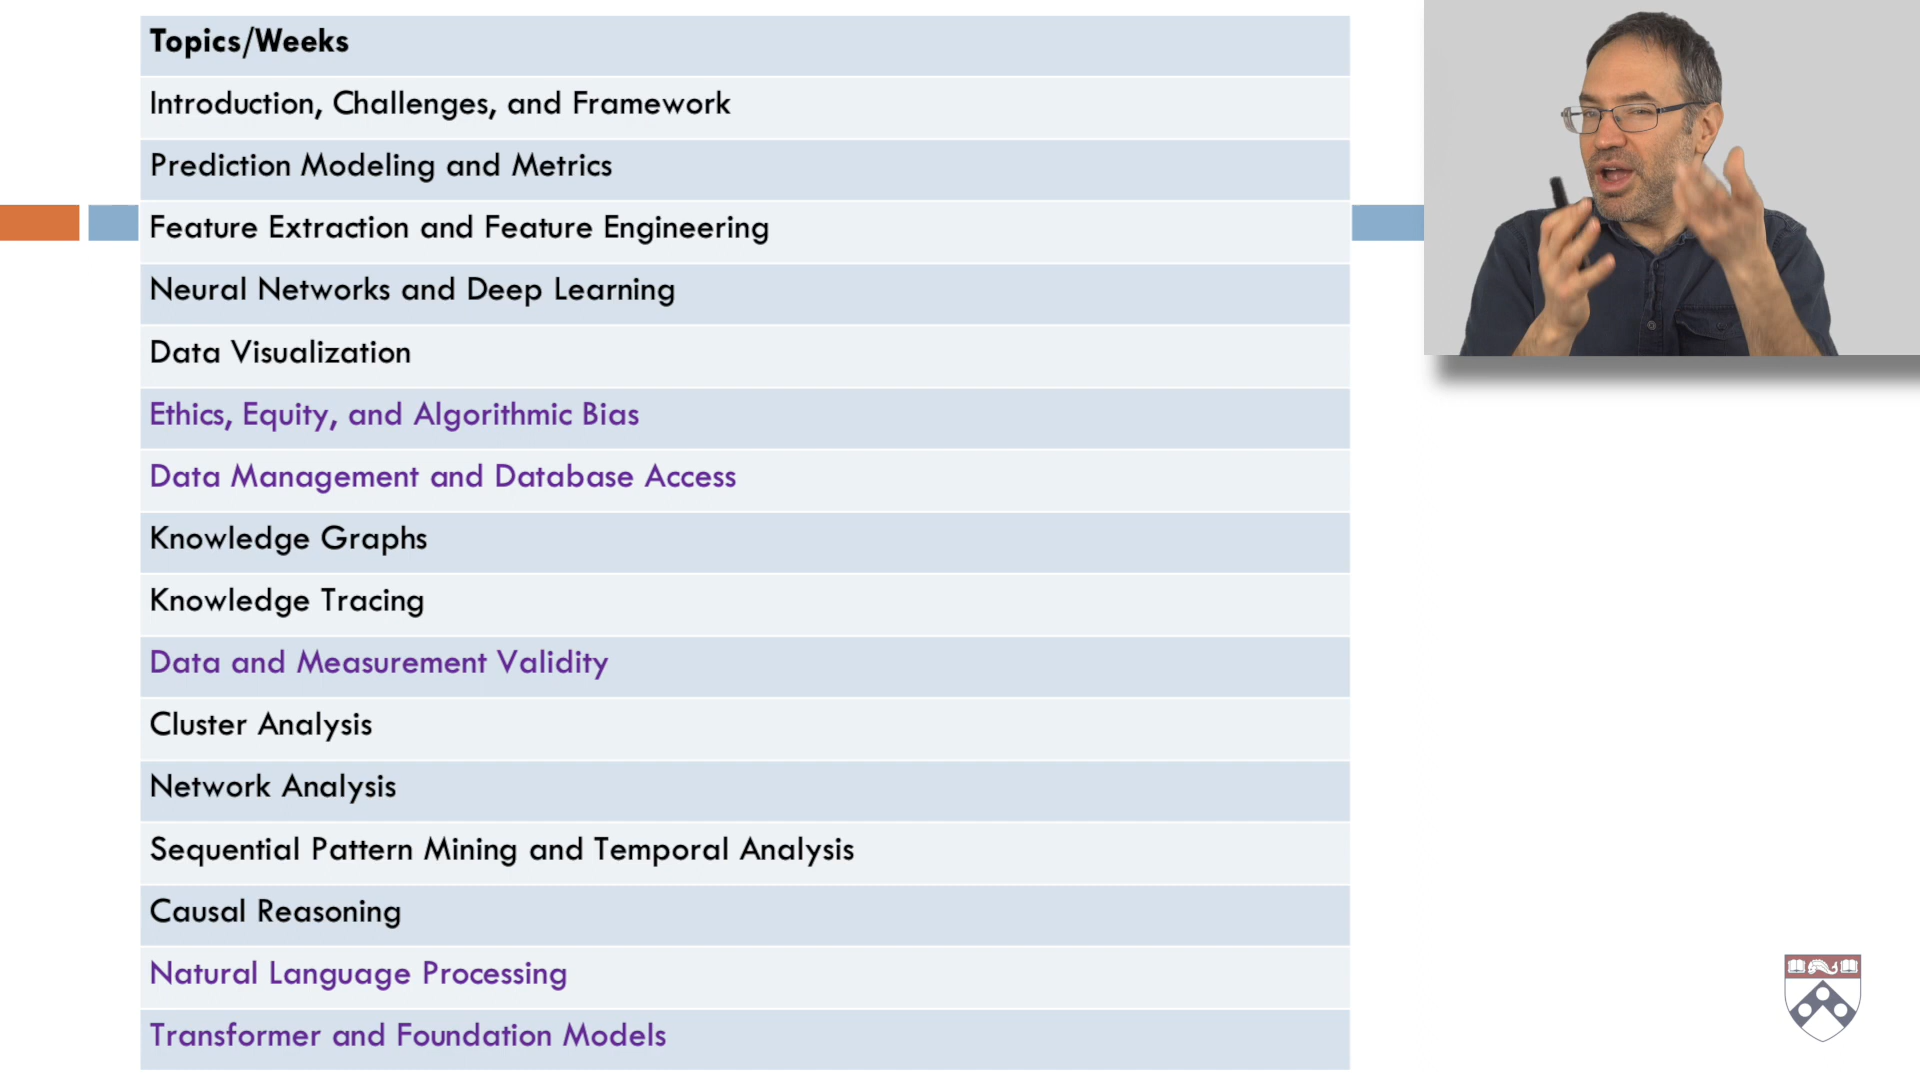 Topics/Weeks
Introduction, Challenges, and Framework
Prediction Modeling and Metrics
Feature Extraction and Feature Engineering
Neural Networks and Deep Learning
Data Visualization
Ethics, Equity, and Algorithmic Bias
Data Management and Database Access
Knowledge Graphs
Knowledge Tracing
Data and Measurement Validity
Cluster Analysis
Network Analysis
Sequential Pattern Mining and Temporal Analysis
Causal Reasoning
Natural Language Processing
Transformer and Foundation Models